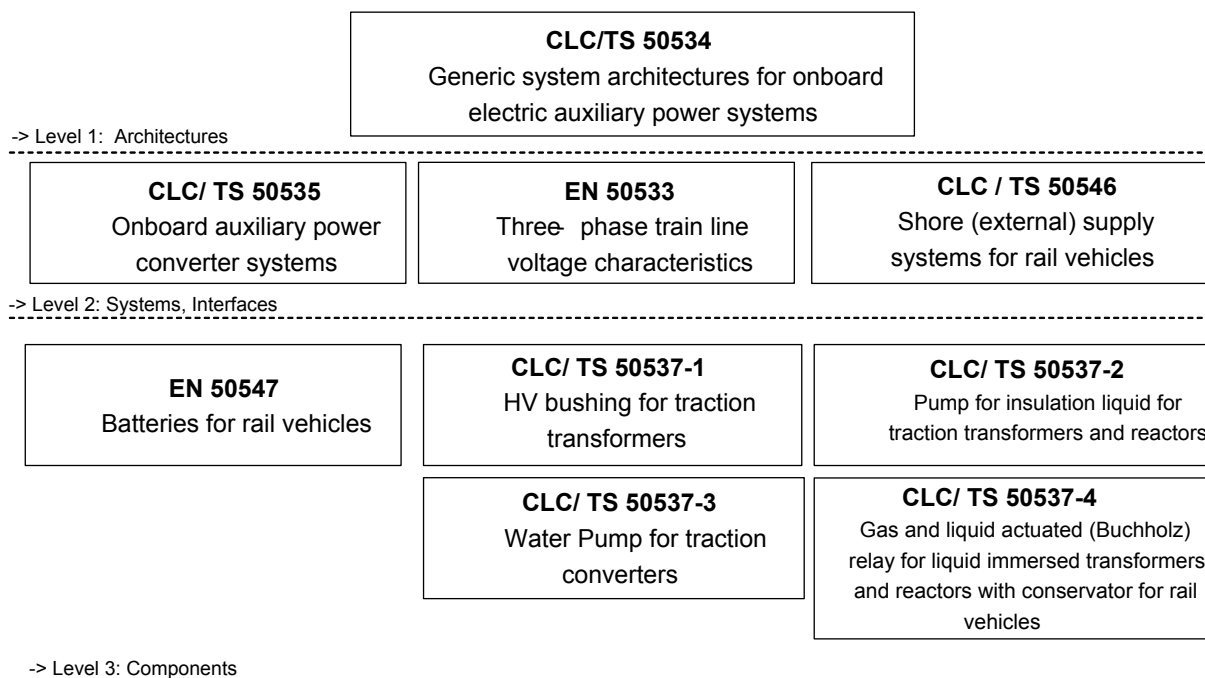 CLC/TS 50534
Generic system architectures for onboard
electric auxiliary power systems
-> Level 1: Architectures
CLC/ TS 50535
Onboard auxiliary power
converter systems
EN 50533
Three- phase train line
voltage characteristics
CLC / TS 50546
Shore (external) supply
systems for rail vehicles
-> Level 2: Systems, Interfaces
EN 50547
Batteries for rail vehicles
CLC/ TS 50537-1
HV bushing for traction
transformers
CLC/ TS 50537-2
Pump for insulation liquid for
traction transformers and reactors
CLC/ TS 50537-3
Water Pump for traction
converters
CLC/ TS 50537-4
Gas and liquid actuated (Buchholz)
relay for liquid immersed transformers
and reactors with conservator for rail
vehicles
-> Level 3: Components